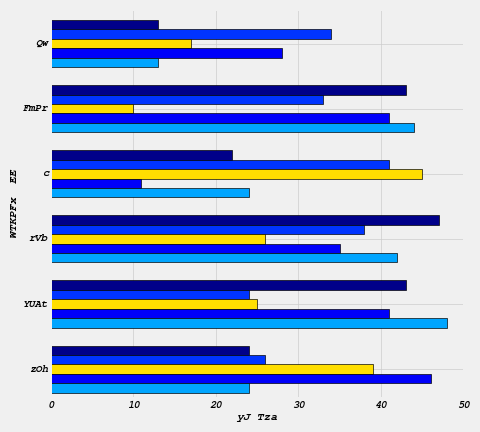 Qw
FmPr
c
rVb
YUAt
zOh
WTKPFx EE
0 10 20 30 40 50
yJ Tza